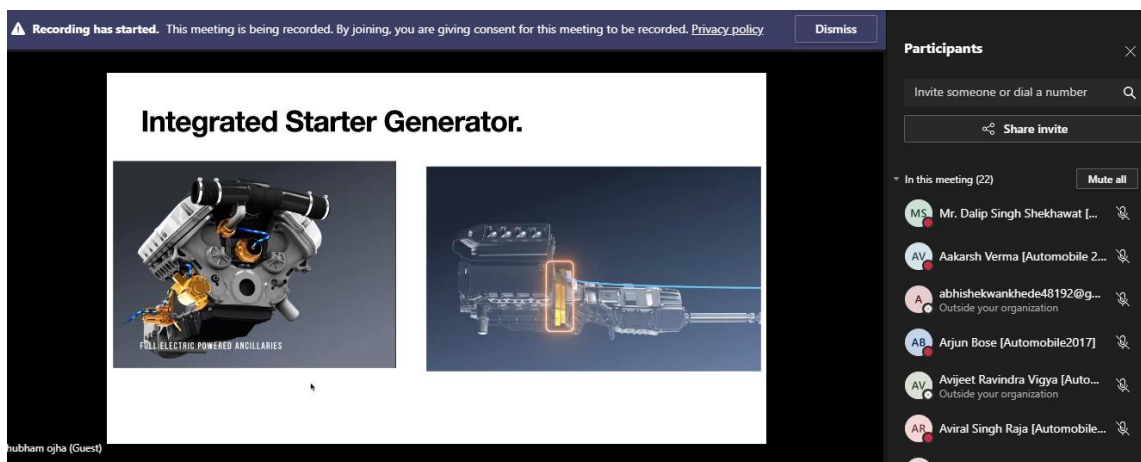 Recording has started. This meeting is being recorded. By joining, you are giving consent for this meeting to be recorded. Privacy policy
Dismiss
Integrated Starter Generator.
FULL ELECTRIC POWERED ANCILLARIES
hubham ojha (Guest)
Participants
Invite someone or dial a number
Share invite
In this meeting (22)
Mute all
MS Mr. Dalip Singh Shekhawat [...
AV Aakarsh Verma [Automobile 2...
A abhishekwankhede48192@g...
Outside your organization
AB Arjun Bose [Automobile2017]
AV Avijeet Ravindra Vigya [Auto...
Outside your organization
AR Aviral Singh Raja [Automobile...